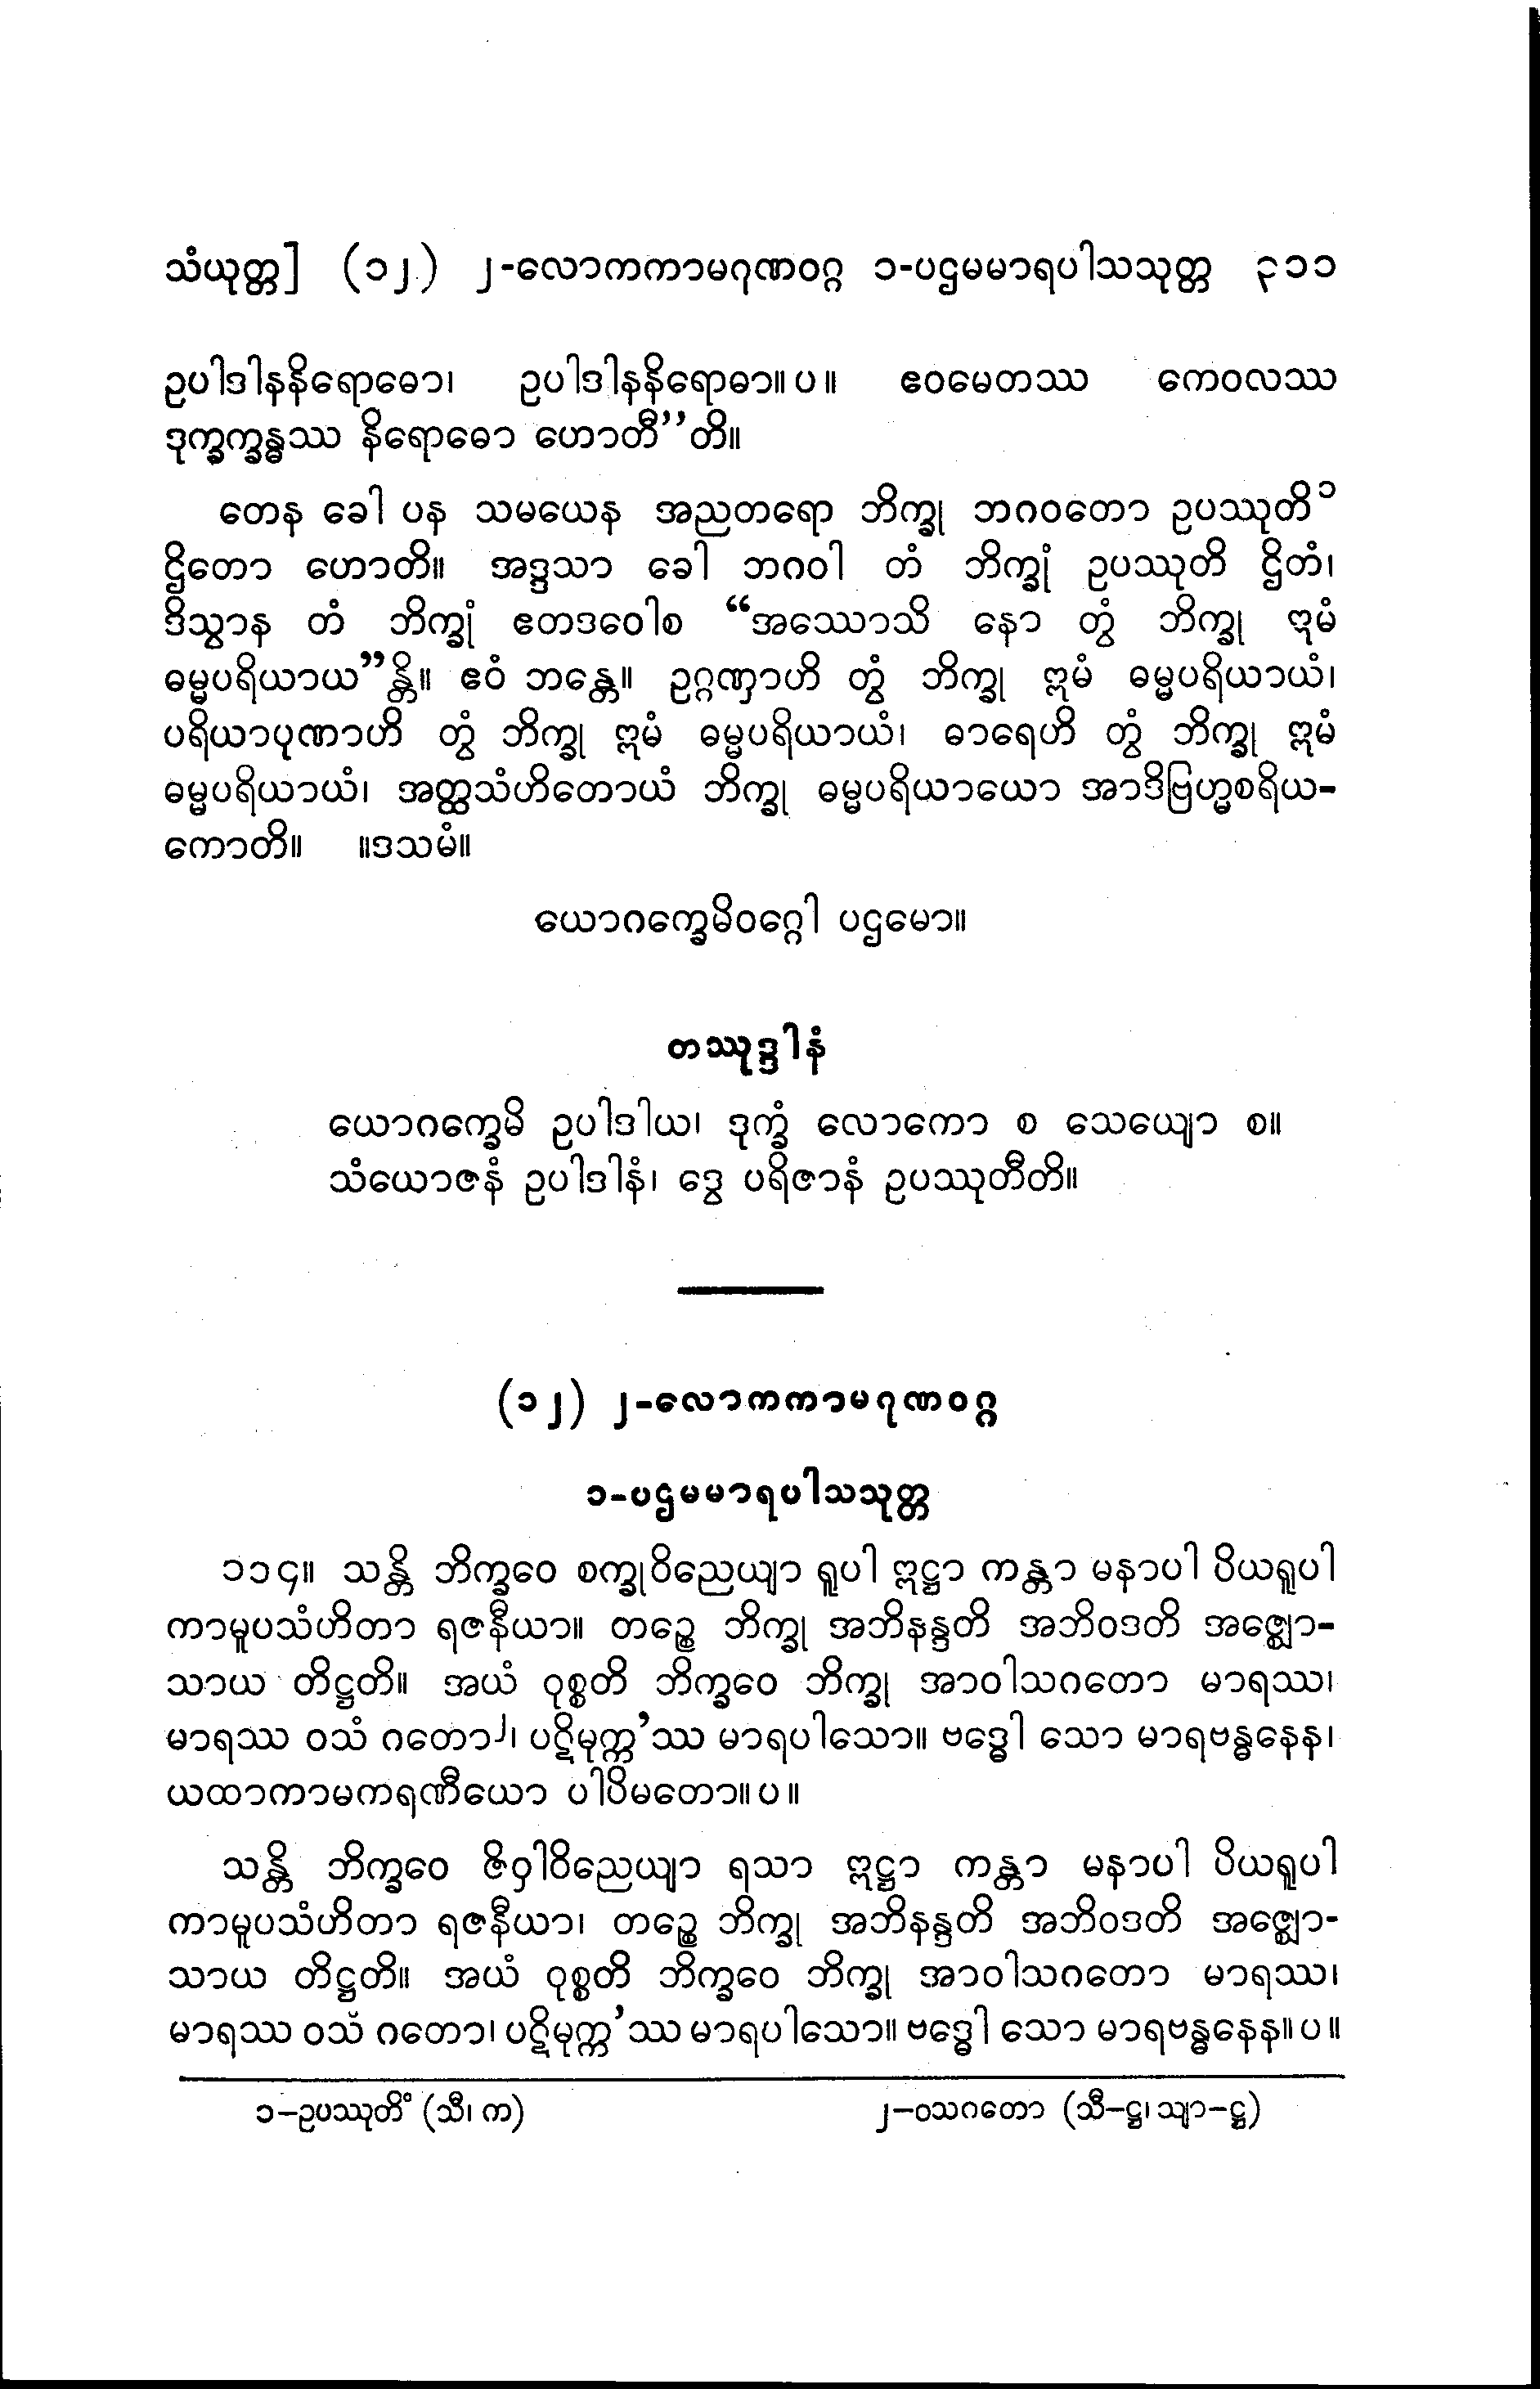 သံယုတ္တ] (၁၂) ၂-လောကကာမဂုဏဝဂ္ဂ ၁-ပဌမမာရပါသသုတ္တ ၃၁၁
ဥပါဒါနနိရောဓော၊ ဥပါဒါနနိရောဓာ။ပ။ ဧဝမေတဿ ကေဝလဿ
ဒုက္ခက္ခန္ဓဿ နိရောဓော ဟောတီ”တိ။
တေန ခေါ ပန သမယေန အညတရော ဘိက္ခု ဘဂဝတော ဥပဿုတိ ၁
ဌိတော ဟောတိ။ အဒ္ဒသာ ခေါ ဘဂဝါ တံ ဘိက္ခုံ ဥပဿုတိ ဌိတံ၊
ဒိသွာန တံ ဘိက္ခုံ ဧတဒဝေါစ “အဿောသိ နော တွံ ဘိက္ခု ဣမံ
ဓမ္မပရိယာယ”န္တိ။ ဧဝံ ဘန္တေ။ ဥဂ္ဂဏှာဟိ တွံ ဘိက္ခု ဣမံ ဓမ္မပရိယာယံ၊
ပရိယာပုဏာဟိ တွံ ဘိက္ခု ဣမံ ဓမ္မပရိယာယံ၊ ဓာရေဟိ တွံ ဘိက္ခု ဣမံ
ဓမ္မပရိယာယံ၊ အတ္ထသံဟိတောယံ ဘိက္ခု ဓမ္မပရိယာယော အာဒိဗြဟ္မစရိယ-
ကောတိ။ ။ဒသမံ။
ယောဂက္ခေမိဝဂ္ဂေါ ပဌမော။
တဿုဒ္ဒါနံ
ယောဂက္ခေမိ ဥပါဒါယ၊ ဒုက္ခံ လောကော စ သေယျော စ။
သံယောဇနံ ဥပါဒါနံ၊ ဒွေ ပရိဇာနံ ဥပဿုတီတိ။
(၁၂) ၂-လောကကာမဂုဏဝဂ္ဂ
၁-ပဌမမာရပါသသုတ္တ
၁၁၄။ သန္တိ ဘိက္ခဝေ စက္ခုဝိညေယျာ ရူပါ ဣဋ္ဌာ ကန္တာ မနာပါ ပိယရူပါ
ကာမူပသံဟိတာ ရဇနီယာ။ တဉ္စေ ဘိက္ခု အဘိနန္ဒတိ အဘိဝဒတိ အဇ္ဈော-
သာယ တိဋ္ဌတိ။ အယံ ဝုစ္စတိ ဘိက္ခဝေ ဘိက္ခု အာဝါသဂတော မာရဿ၊
မာရဿ ဝသံ ဂတော၂၊ ပဋိမုက္က’ဿ မာရပါသော။ ဗဒ္ဓေါ သော မာရဗန္ဓနေန၊
ယထာကာမကရဏီယော ပါပိမတော။ပ။
သန္တိ ဘိက္ခဝေ ဇိဝှါဝိညေယျာ ရသာ ဣဋ္ဌာ ကန္တာ မနာပါ ပိယရူပါ
ကာမူပသံဟိတာ ရဇနီယာ၊ တဉ္စေ ဘိက္ခု အဘိနန္ဒတိ အဘိဝဒတိ အဇ္ဈော-
သာယ တိဋ္ဌတိ။ အယံ ဝုစ္စတိ ဘိက္ခဝေ ဘိက္ခု အာဝါသဂတော မာရဿ၊
မာရဿ ဝသံ ဂတော၊ ပဋိမုက္က’ဿ မာရပါသော။ ဗဒ္ဓေါ သော မာရဗန္ဓနေန။ပ။
၁–ဥပဿုတိံ (သီ၊ က) ၂–ဝသဂတော (သီ–ဋ္ဌ၊ သျာ–ဋ္ဌ)